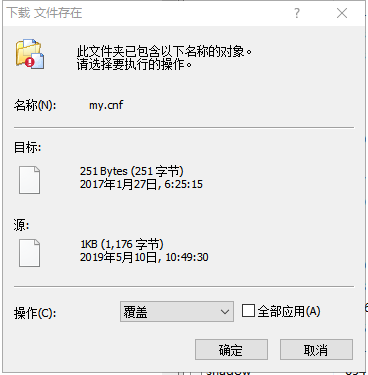 下载 文件存在
此文件夹已包含以下名称的对象。
请选择要执行的操作。
名称(N): my.cnf
目标:
251 Bytes (251 字节)
2017年1月27日, 6:25:15
源:
1KB (1,176 字节)
2019年5月10日, 10:49:30
操作(C): 覆盖 全部应用(A)
确定 取消
shadow